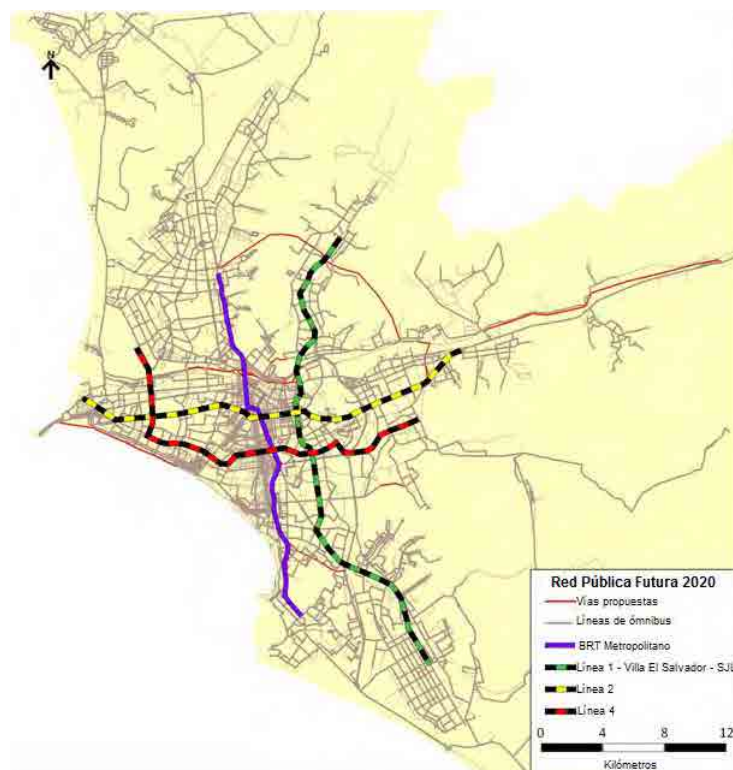 N
Red Pública Futura 2020
Vías propuestas
Líneas de ómnibus
BRT Metropolitano
Línea 1 - Villa El Salvador - SJL
Línea 2
Línea 4
0 4 8 12
Kilómetros